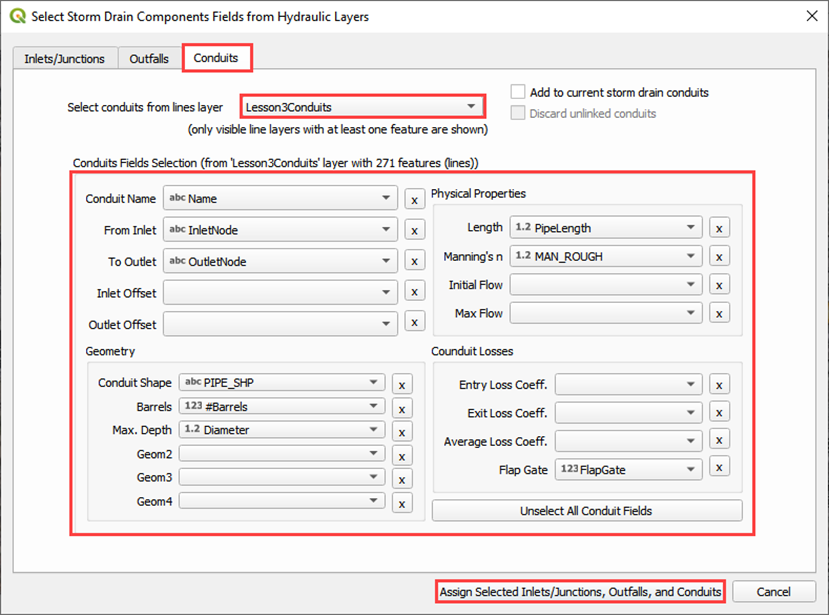 Select Storm Drain Components Fields from Hydraulic Layers
Inlets/Junctions Outfalls Conduits
Select conduits from lines layer Lesson3Conduits
Add to current storm drain conduits
Discard unlinked conduits
(only visible line layers with at least one feature are shown)
Conduits Fields Selection (from 'Lesson3Conduits' layer with 271 features (lines))
Conduit Name abc Name x
From Inlet abc InletNode x
To Outlet abc OutletNode x
Inlet Offset x
Outlet Offset x
Physical Properties
Length 1.2 PipeLength x
Manning's n 1.2 MAN_ROUGH x
Initial Flow x
Max Flow x
Geometry
Conduit Shape abc PIPE_SHP x
Barrels 123 #Barrels x
Max. Depth 1.2 Diameter x
Geom2 x
Geom3 x
Geom4 x
Counduit Losses
Entry Loss Coeff. x
Exit Loss Coeff. x
Average Loss Coeff. x
Flap Gate 123 FlapGate x
Unselect All Conduit Fields
Assign Selected Inlets/Junctions, Outfalls, and Conduits Cancel